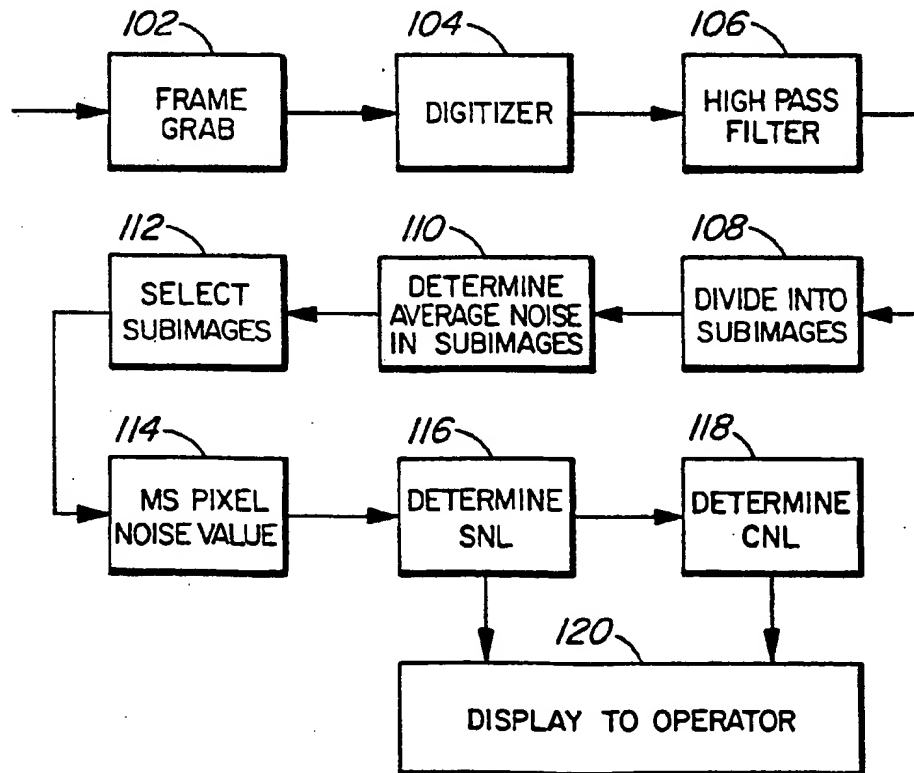 102
104
106
FRAME
GRAB
DIGITIZER
HIGH PASS
FILTER
112
110
108
SELECT
SUBIMAGES
DETERMINE
AVERAGE NOISE
IN SUBIMAGES
DIVIDE INTO
SUBIMAGES
114
116
118
MS PIXEL
NOISE VALUE
DETERMINE
SNL
DETERMINE
CNL
120
DISPLAY TO OPERATOR